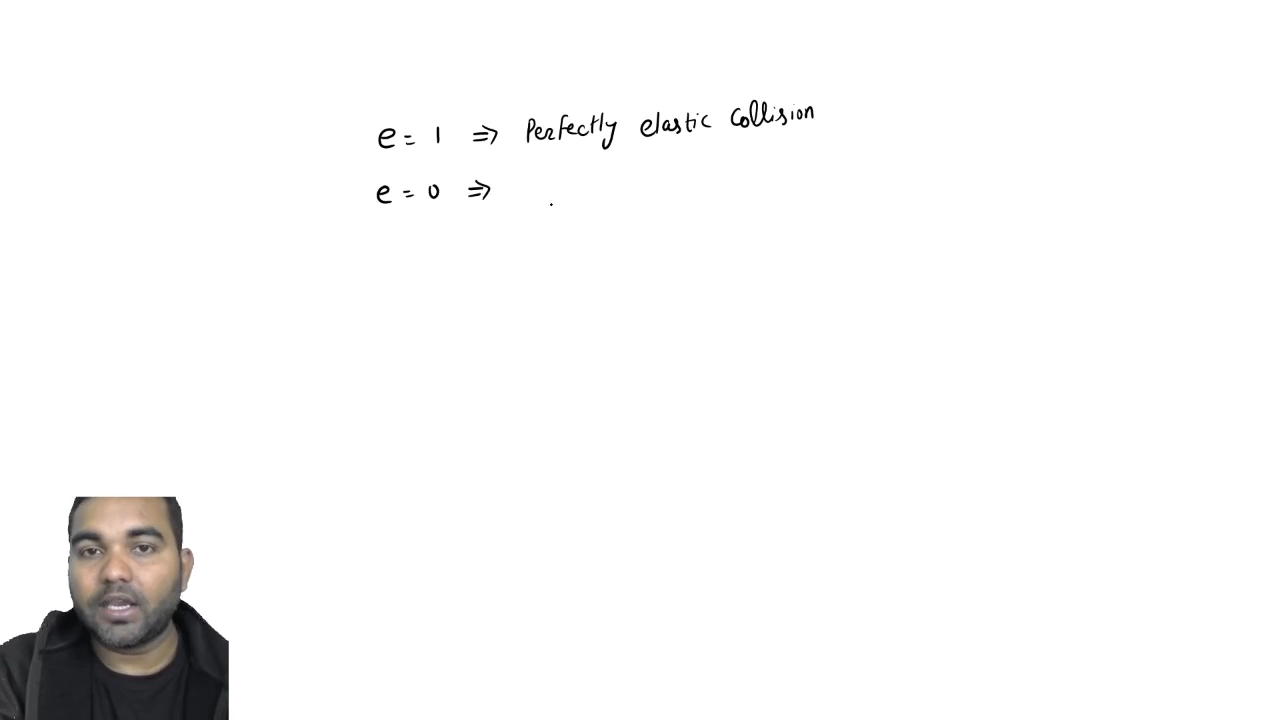 e = 1 ⇒ Perfectly elastic collision
e = 0 ⇒